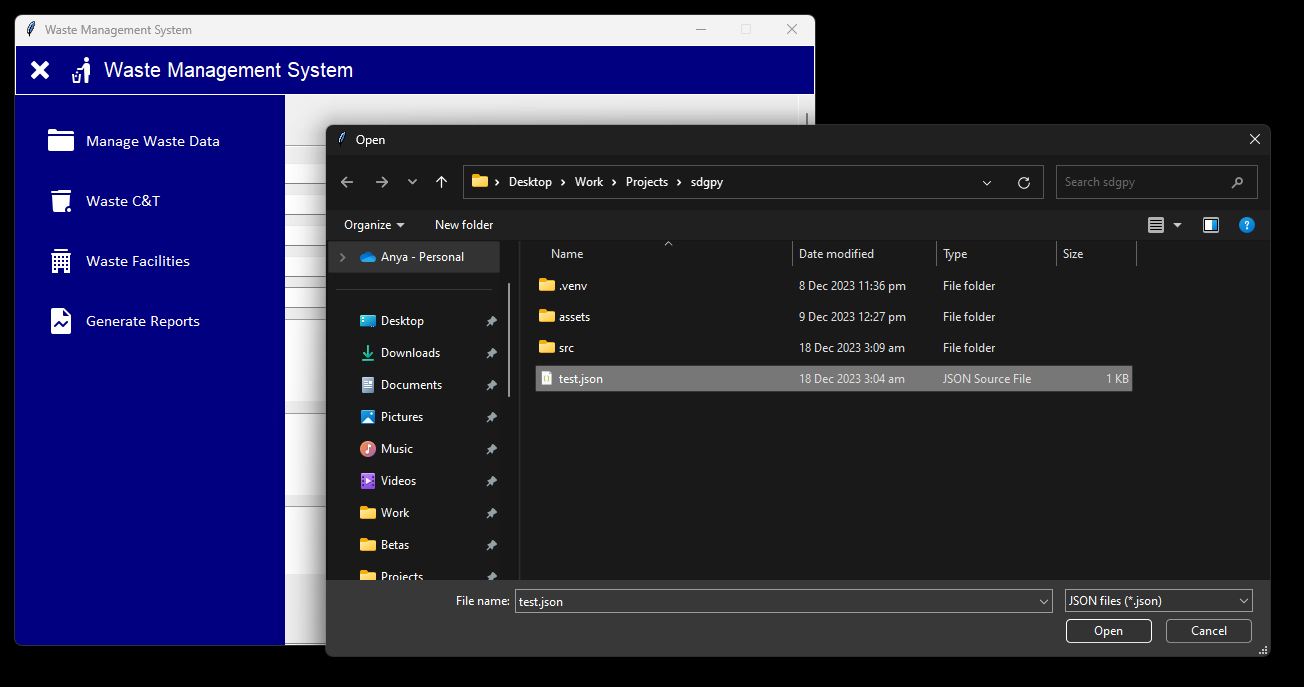 Waste Management System
Waste Management System
Manage Waste Data
Waste C&T
Waste Facilities
Generate Reports
Open
Desktop › Work › Projects › sdgpy
Search sdgpy
Organize New folder
?
Anya - Personal
Desktop
Downloads
Documents
Pictures
Music
Videos
Work
Betas
Projects
Name Date modified Type Size
.venv 8 Dec 2023 11:36 pm File folder
assets 9 Dec 2023 12:27 pm File folder
src 18 Dec 2023 3:09 am File folder
test.json 18 Dec 2023 3:04 am JSON Source File 1 KB
File name: test.json JSON files (*.json)
Open Cancel